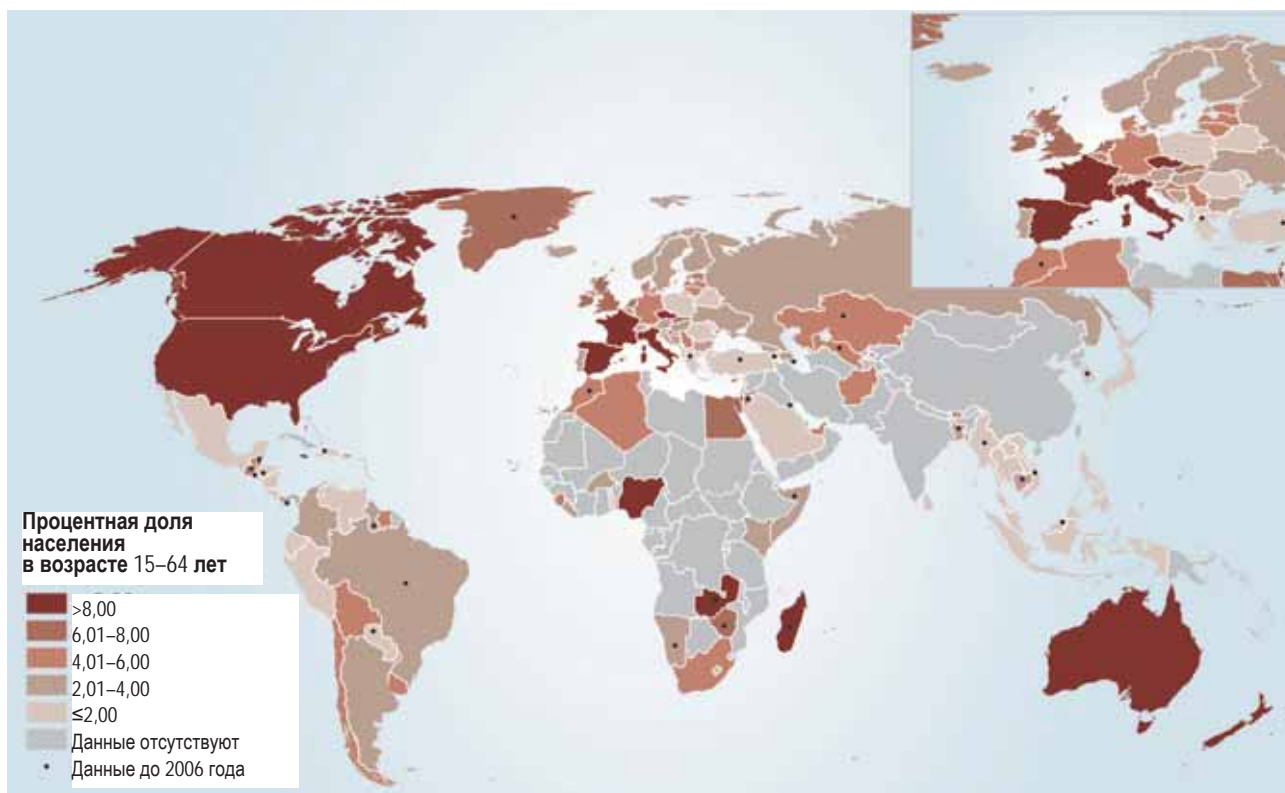 Процентная доля
населения
в возрасте 15–64 лет
>8,00
6,01–8,00
4,01–6,00
2,01–4,00
≤2,00
Данные отсутствуют
Данные до 2006 года